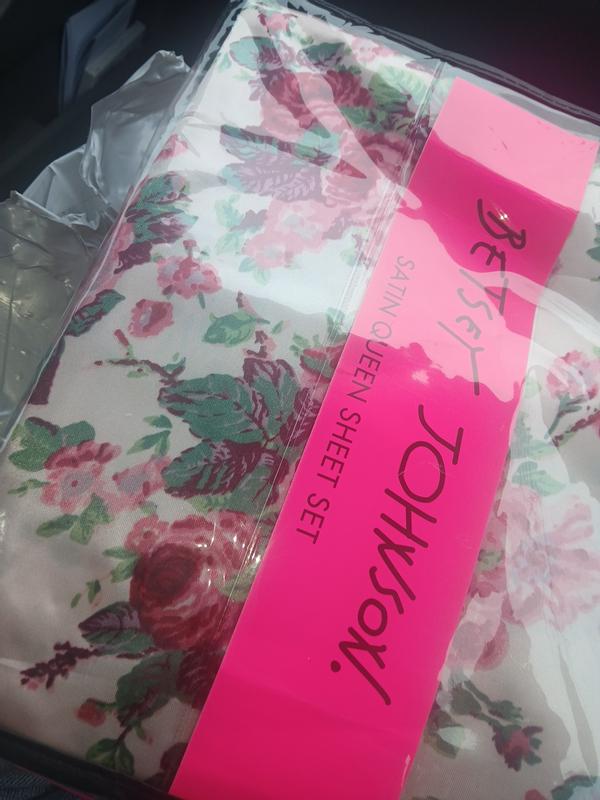 BETSEY JOHNSON.
SATIN QUEEN SHEET SET